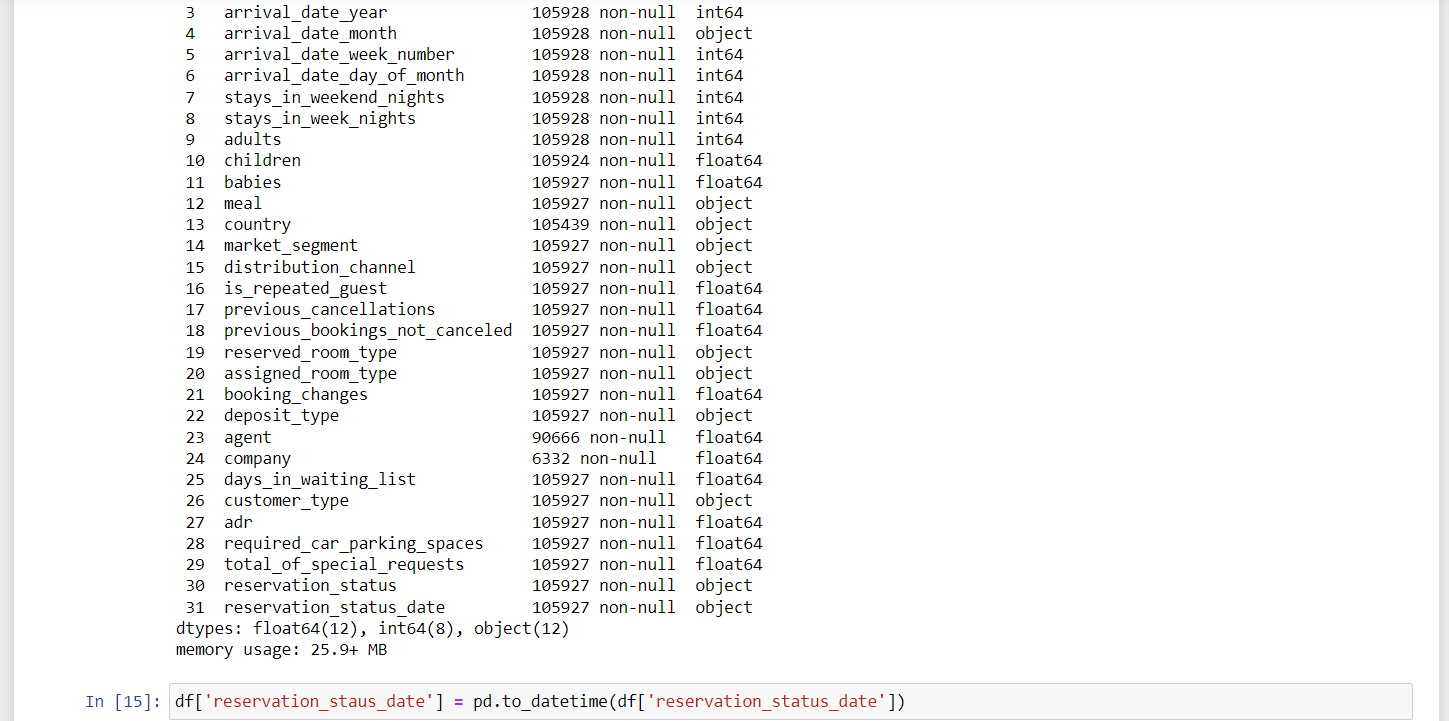 3 arrival_date_year 105928 non-null int64
4 arrival_date_month 105928 non-null object
5 arrival_date_week_number 105928 non-null int64
6 arrival_date_day_of_month 105928 non-null int64
7 stays_in_weekend_nights 105928 non-null int64
8 stays_in_week_nights 105928 non-null int64
9 adults 105928 non-null int64
10 children 105924 non-null float64
11 babies 105927 non-null float64
12 meal 105927 non-null object
13 country 105439 non-null object
14 market_segment 105927 non-null object
15 distribution_channel 105927 non-null object
16 is_repeated_guest 105927 non-null float64
17 previous_cancellations 105927 non-null float64
18 previous_bookings_not_canceled 105927 non-null float64
19 reserved_room_type 105927 non-null object
20 assigned_room_type 105927 non-null object
21 booking_changes 105927 non-null float64
22 deposit_type 105927 non-null object
23 agent 90666 non-null float64
24 company 6332 non-null float64
25 days_in_waiting_list 105927 non-null float64
26 customer_type 105927 non-null object
27 adr 105927 non-null float64
28 required_car_parking_spaces 105927 non-null float64
29 total_of_special_requests 105927 non-null float64
30 reservation_status 105927 non-null object
31 reservation_status_date 105927 non-null object
dtypes: float64(12), int64(8), object(12)
memory usage: 25.9+ MB
In [15]: df['reservation_staus_date'] = pd.to_datetime(df['reservation_status_date'])